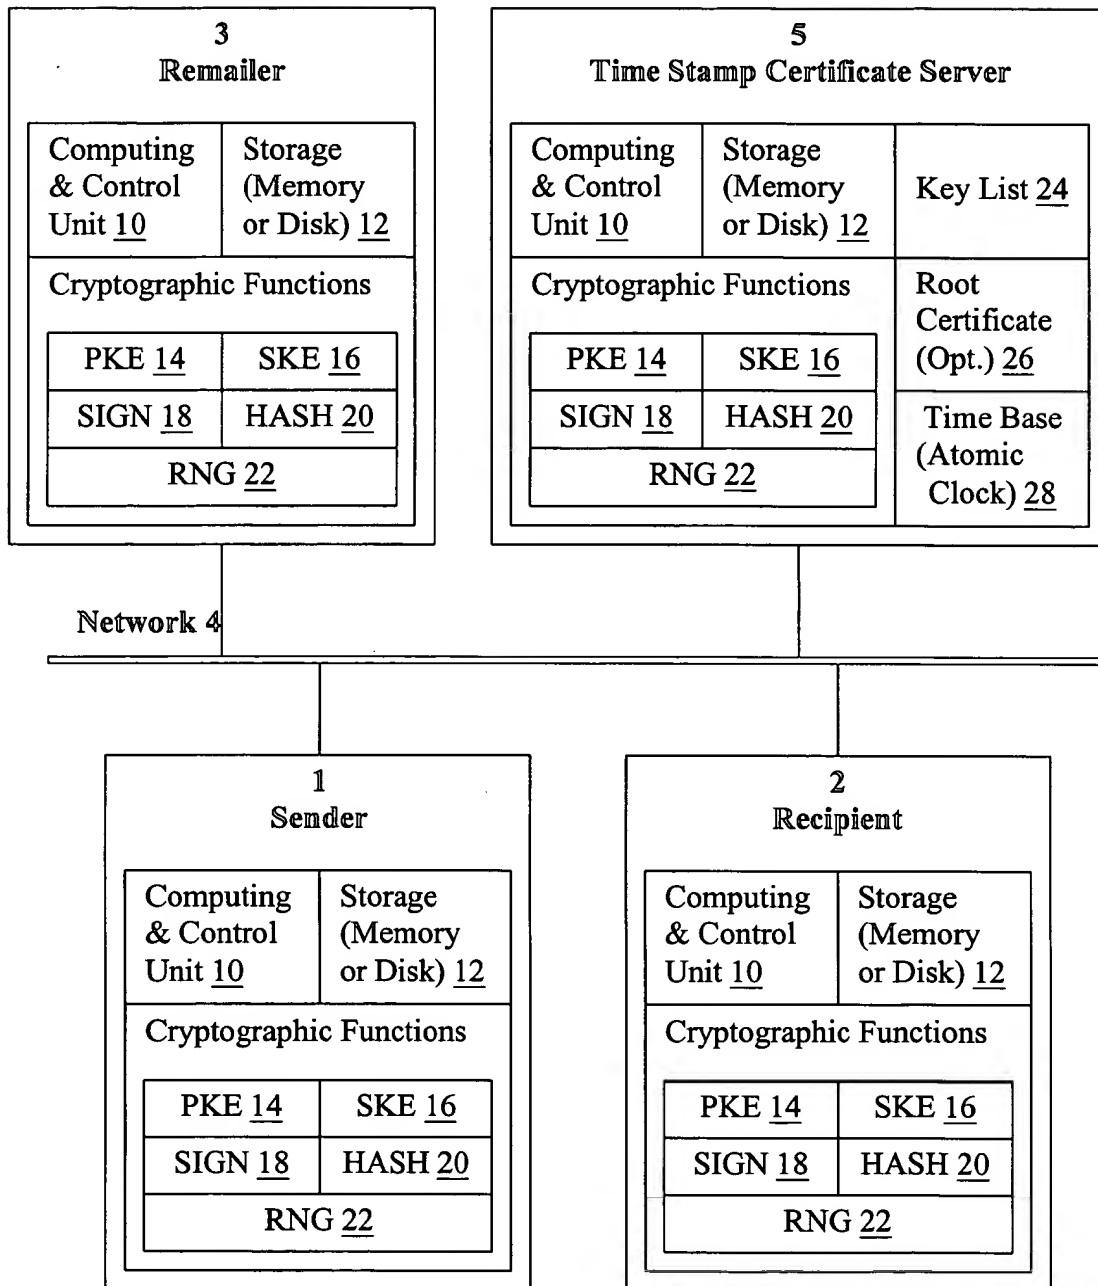 3
Remailer
Computing
& Control
Unit 10
Storage
(Memory
or Disk) 12
Cryptographic Functions
PKE 14
SKE 16
SIGN 18
HASH 20
RNG 22
5
Time Stamp Certificate Server
Computing
& Control
Unit 10
Storage
(Memory
or Disk) 12
Key List 24
Cryptographic Functions
PKE 14
SKE 16
SIGN 18
HASH 20
RNG 22
Root
Certificate
(Opt.) 26
Time Base
(Atomic
Clock) 28
Network 4
1
Sender
Computing
& Control
Unit 10
Storage
(Memory
or Disk) 12
Cryptographic Functions
PKE 14
SKE 16
SIGN 18
HASH 20
RNG 22
2
Recipient
Computing
& Control
Unit 10
Storage
(Memory
or Disk) 12
Cryptographic Functions
PKE 14
SKE 16
SIGN 18
HASH 20
RNG 22